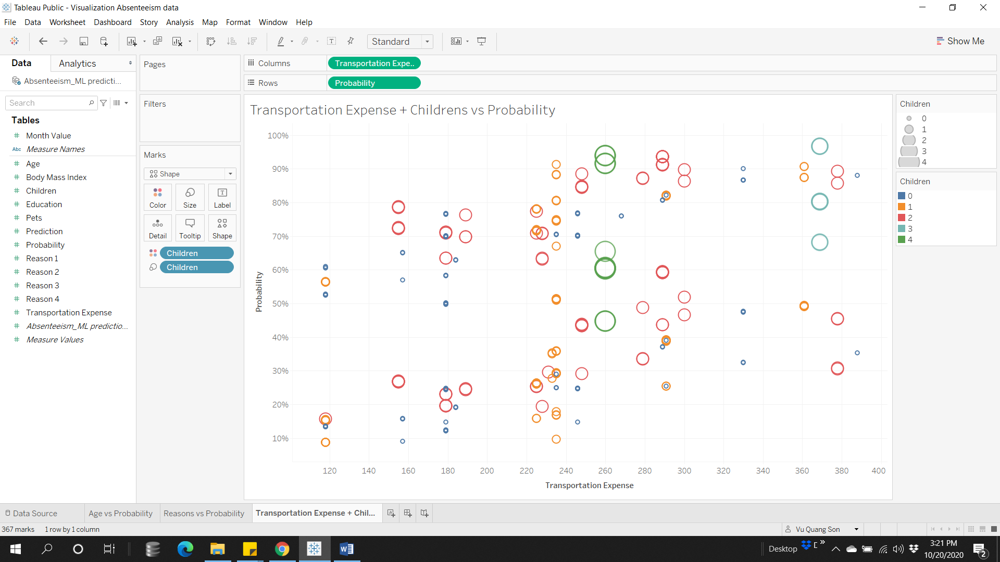 Tableau Public - Visualization Absenteeism data
File Data Worksheet Dashboard Story Analysis Map Format Window Help
Standard
Show Me
Data Analytics
Absenteeism_ML predicti...
Search
Tables
Month Value
Abc Measure Names
Age
Body Mass Index
Children
Education
Pets
Prediction
Probability
Reason 1
Reason 2
Reason 3
Reason 4
Transportation Expense
Absenteeism_ML predictio...
Measure Values
Pages
Filters
Marks
Shape
Color Size Label
Detail Tooltip Shape
Children
Children
Columns Transportation Expe..
Rows Probability
Transportation Expense + Childrens vs Probability
100%
90%
80%
70%
60%
50%
40%
30%
20%
10%
Probability
120 140 160 180 200 220 240 260 280 300 320 340 360 380 400
Transportation Expense
Children
0
1
2
3
4
Children
0
1
2
3
4
Data Source Age vs Probability Reasons vs Probability Transportation Expense + Chil...
367 marks 1 row by 1 column
Vu Quang Son
Desktop
3:21 PM
10/20/2020
2